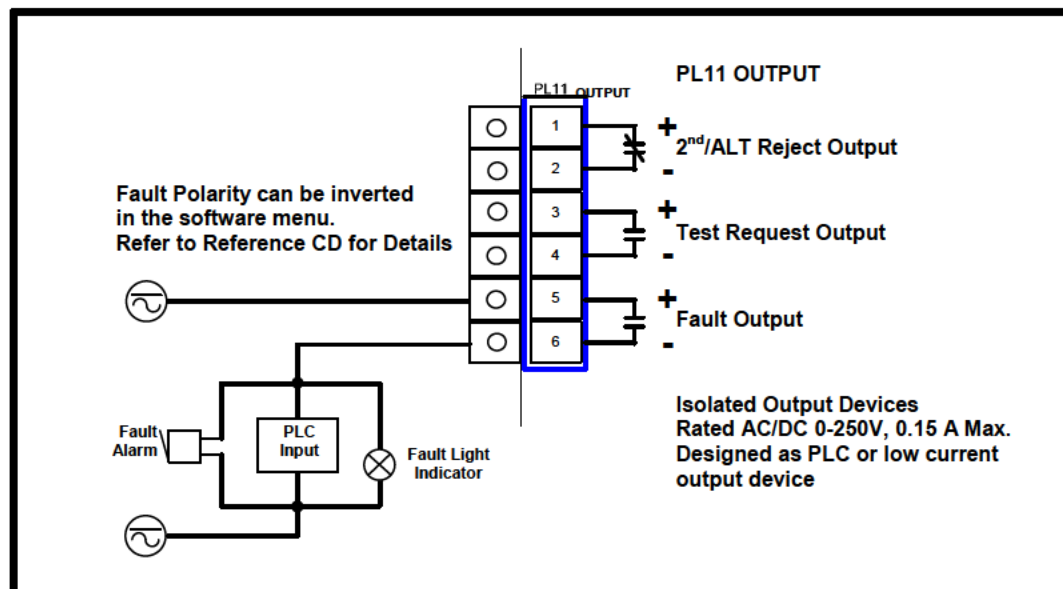 PL11 OUTPUT
PL11 OUTPUT
1
+
2nd/ALT Reject Output
2
-
Fault Polarity can be inverted
in the software menu.
Refer to Reference CD for Details
3
+
Test Request Output
4
-
5
+
Fault Output
6
-
Isolated Output Devices
Rated AC/DC 0-250V, 0.15 A Max.
Designed as PLC or low current
output device
Fault
Alarm
PLC
Input
Fault Light
Indicator